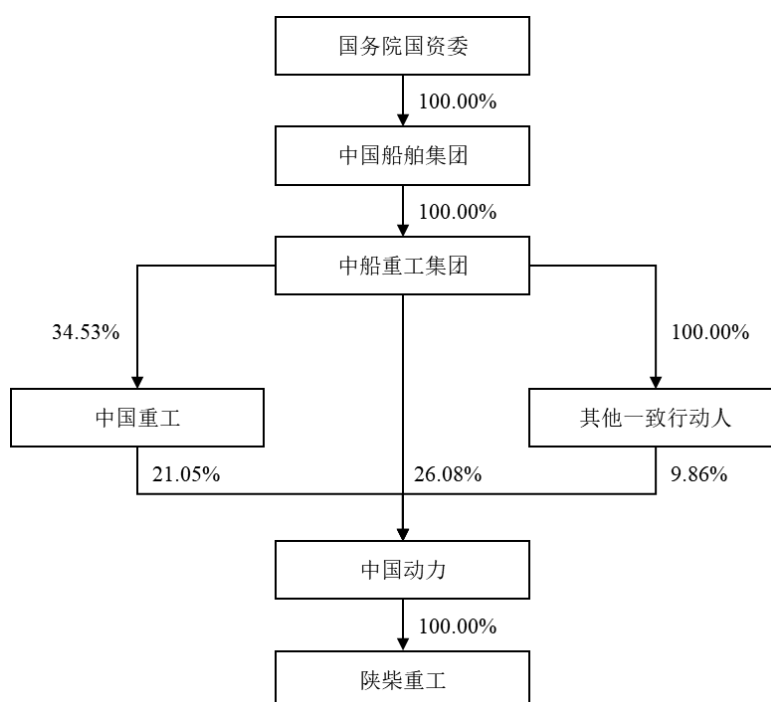 国务院国资委
100.00%
中国船舶集团
100.00%
中船重工集团
34.53%
100.00%
中国重工
其他一致行动人
21.05%
26.08%
9.86%
中国动力
100.00%
陕柴重工